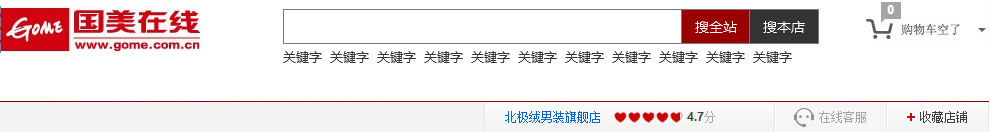 GOME 国美在线
www.gome.com.cn
搜全站 搜本店
0 购物车空了
关键字 关键字 关键字 关键字 关键字 关键字 关键字 关键字 关键字 关键字 关键字
北极绒男装旗舰店 4.7分 在线客服 + 收藏店铺